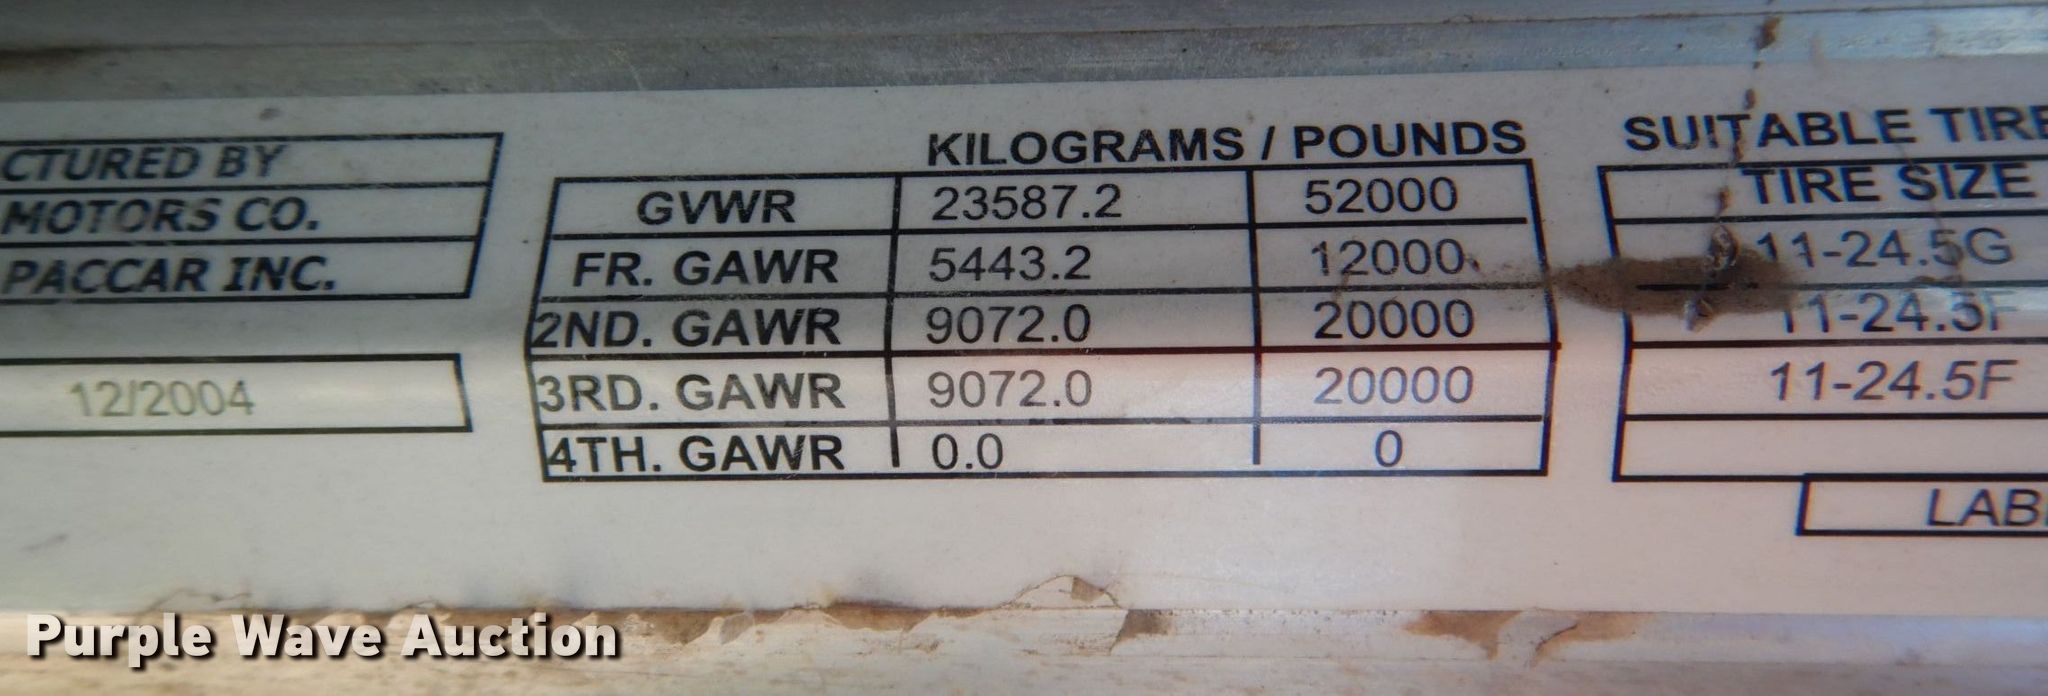 CTURED BY
MOTORS CO.
PACCAR INC.
12/2004
KILOGRAMS / POUNDS
GVWR 23587.2 52000
FR. GAWR 5443.2 12000
2ND. GAWR 9072.0 20000
3RD. GAWR 9072.0 20000
4TH. GAWR 0.0 0
SUITABLE TIRE
TIRE SIZE
11-24.5G
11-24.5F
11-24.5F
LAB
Purple Wave Auction